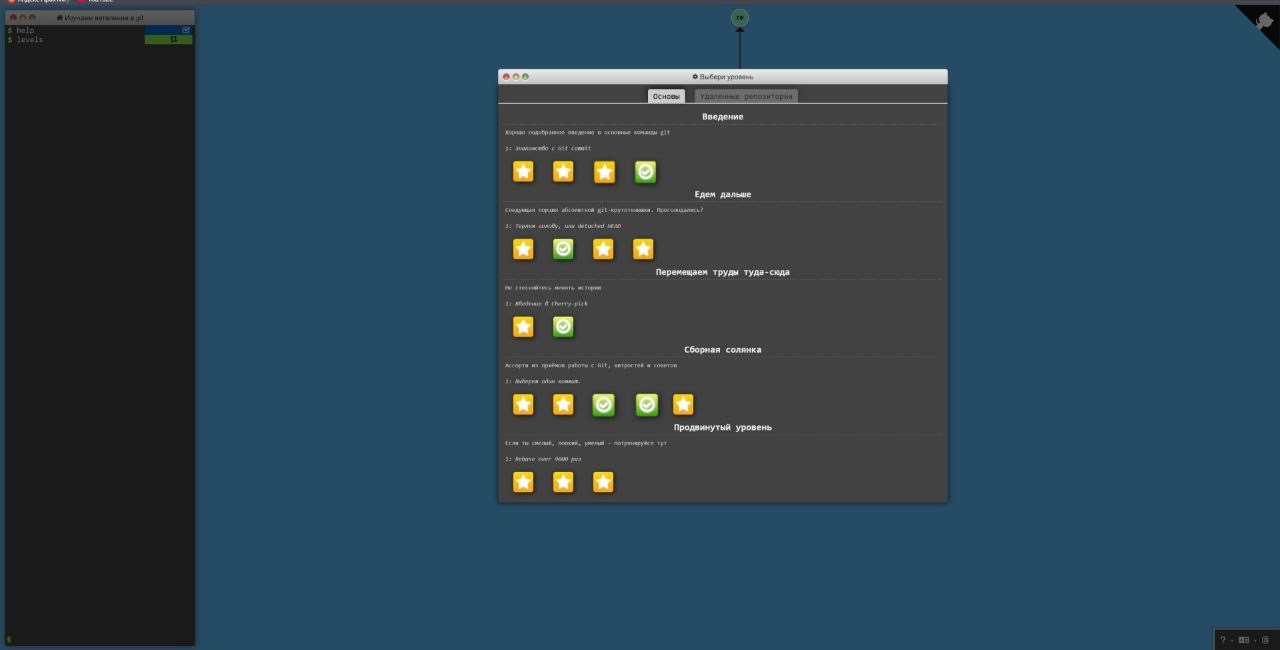 Изучаем ветвление в git
$ help
$ levels
$
C0
Выбери уровень
Основы
Удаленные репозитории
Введение
Хорошо подобранное введение в основные команды git
1: Знакомство с Git Commit
Едем дальше
Следующая порция абсолютной git-крутотенюшки. Проголодались?
1: Теряем голову, или detached HEAD
Перемещаем труды туда-сюда
Не стесняйтесь менять историю
1: Введение в Cherry-pick
Сборная солянка
Ассорти из приёмов работы с Git, хитростей и советов
1: Выберем один коммит.
Продвинутый уровень
Если ты смелый, ловкий, умелый - потренируйся тут
1: Rebase over 9000 раз